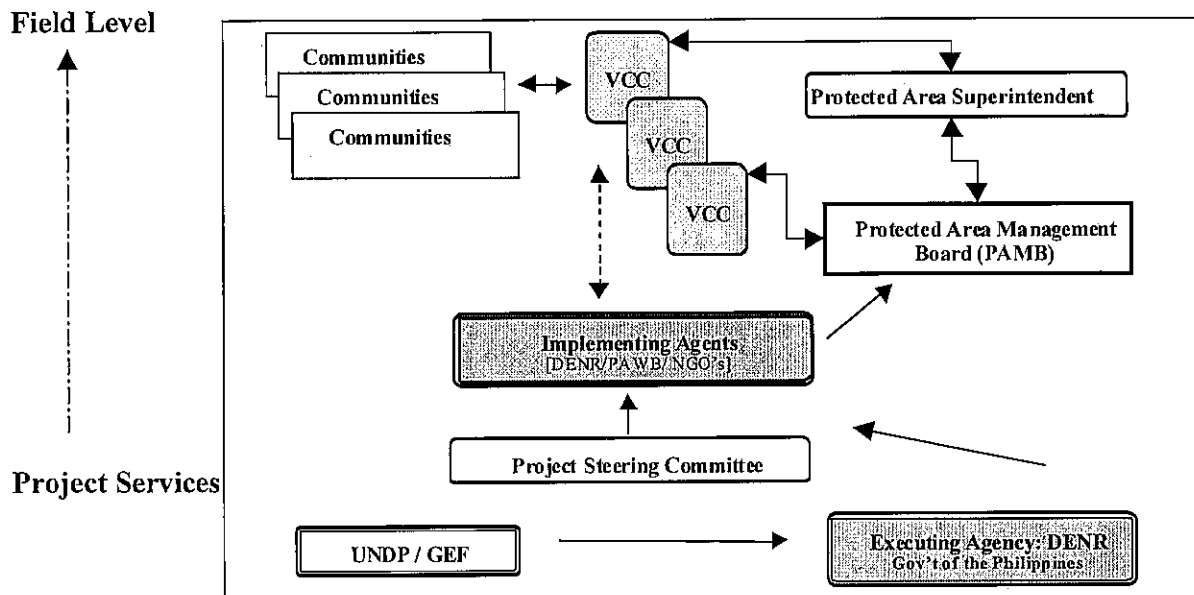 Field Level
Communities
Communities
Communities
VCC
VCC
VCC
Protected Area Superintendent
Protected Area Management
Board (PAMB)
Implementing Agents
[DENR/PAWB/NGO's]
Project Steering Committee
Project Services
UNDP / GEF
Executing Agency: DENR
Gov't of the Philippines